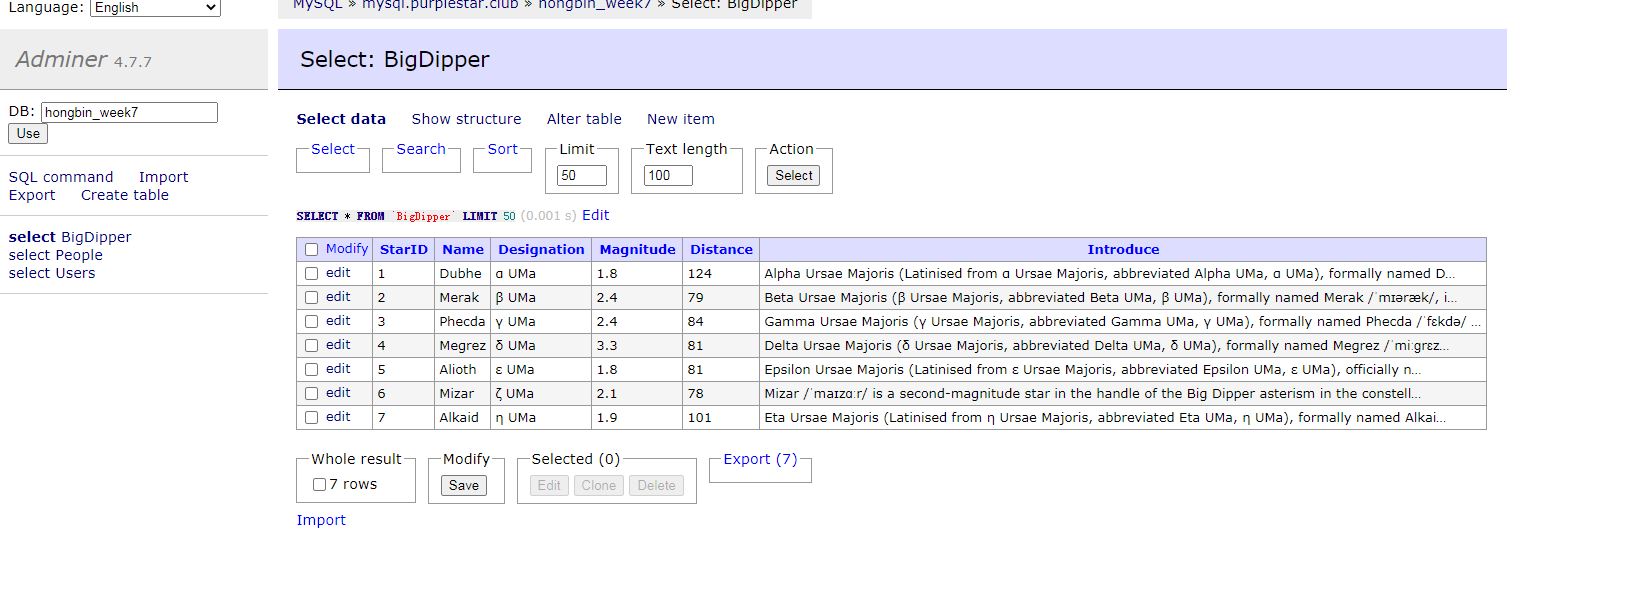 Language: English
MySQL » mysql.purplestar.club » hongbin_week7 » Select: BigDipper
Adminer 4.7.7
Select: BigDipper
DB: hongbin_week7
Use
SQL command Import
Export Create table
select BigDipper
select People
select Users
Select data Show structure Alter table New item
Select Search Sort Limit Text length Action
50 100 Select
SELECT * FROM `BigDipper` LIMIT 50 (0.001 s) Edit
Modify StarID Name Designation Magnitude Distance Introduce
edit 1 Dubhe α UMa 1.8 124 Alpha Ursae Majoris (Latinised from α Ursae Majoris, abbreviated Alpha UMa, α UMa), formally named D...
edit 2 Merak β UMa 2.4 79 Beta Ursae Majoris (β Ursae Majoris, abbreviated Beta UMa, β UMa), formally named Merak /ˈmɪəræk/, i...
edit 3 Phecda γ UMa 2.4 84 Gamma Ursae Majoris (γ Ursae Majoris, abbreviated Gamma UMa, γ UMa), formally named Phecda /ˈfɛkdə/ ...
edit 4 Megrez δ UMa 3.3 81 Delta Ursae Majoris (δ Ursae Majoris, abbreviated Delta UMa, δ UMa), formally named Megrez /ˈmiːɡrɛz...
edit 5 Alioth ε UMa 1.8 81 Epsilon Ursae Majoris (Latinised from ε Ursae Majoris, abbreviated Epsilon UMa, ε UMa), officially n...
edit 6 Mizar ζ UMa 2.1 78 Mizar /ˈmaɪzɑːr/ is a second-magnitude star in the handle of the Big Dipper asterism in the constell...
edit 7 Alkaid η UMa 1.9 101 Eta Ursae Majoris (Latinised from η Ursae Majoris, abbreviated Eta UMa, η UMa), formally named Alkai...
Whole result Modify Selected (0) Export (7)
7 rows Save Edit Clone Delete
Import